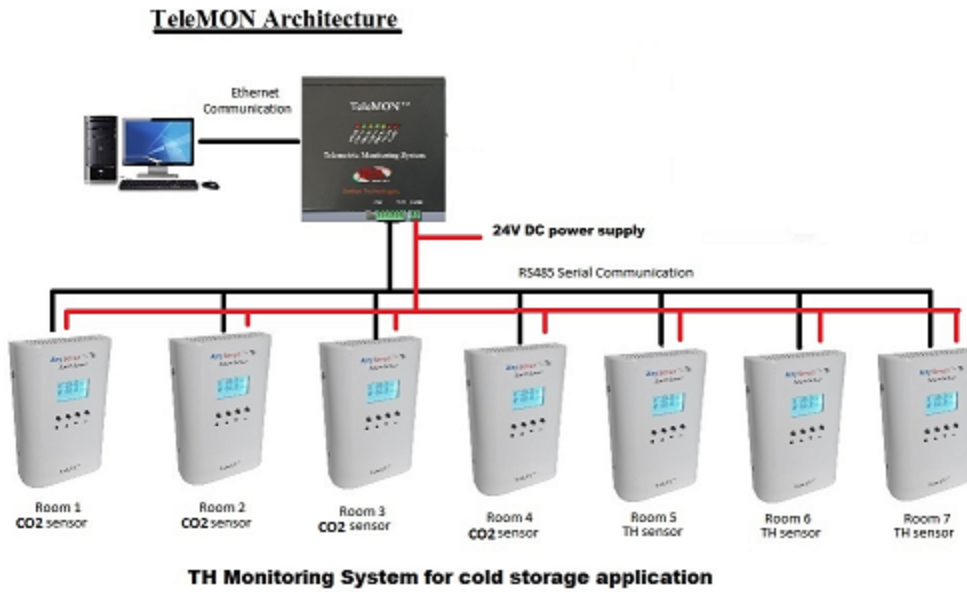 TeleMON Architecture
Ethernet
Communication
TeleMON™
Telemetric Monitoring System
24V DC power supply
RS485 Serial Communication
Room 1
CO2 sensor
Room 2
CO2 sensor
Room 3
CO2 sensor
Room 4
CO2 sensor
Room 5
TH sensor
Room 6
TH sensor
Room 7
TH sensor
TH Monitoring System for cold storage application